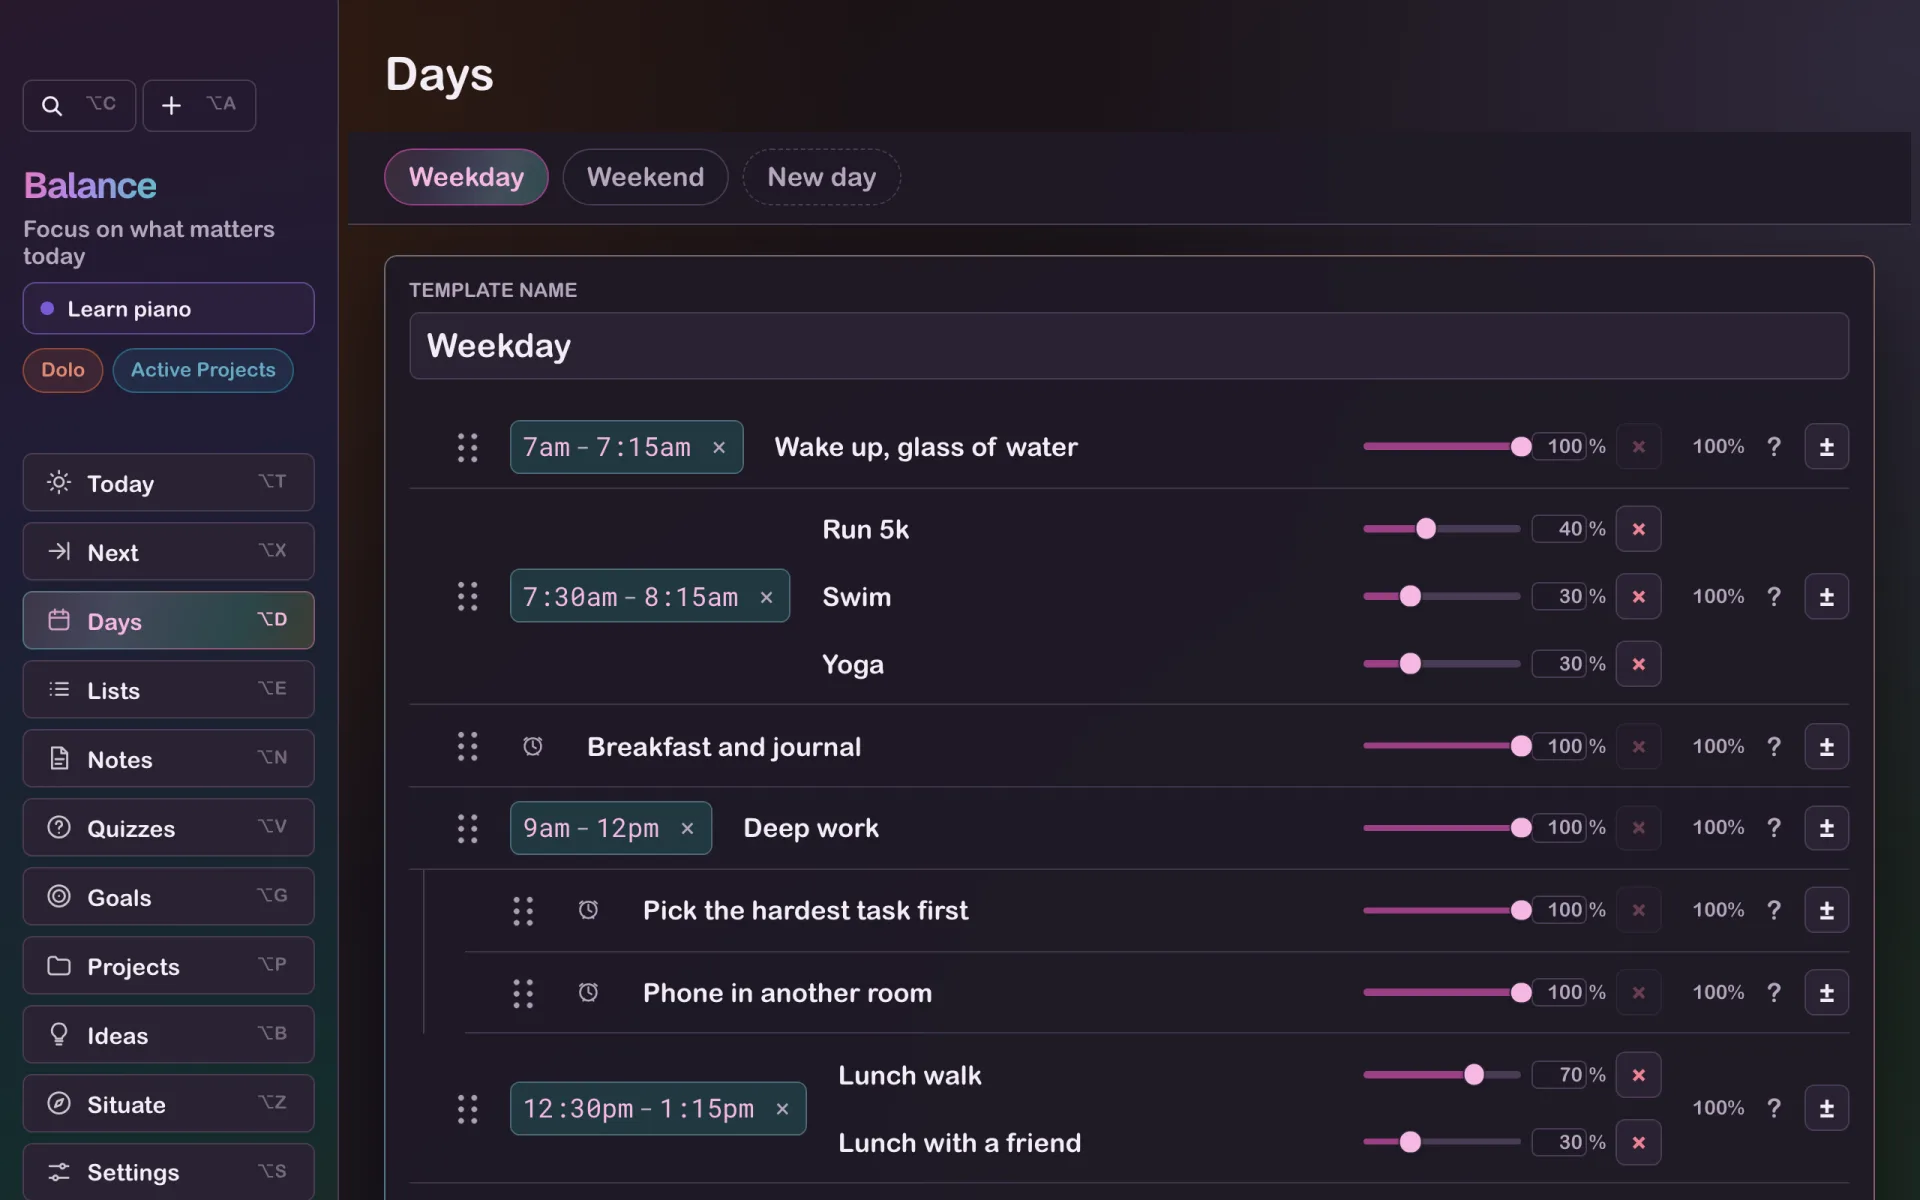 ⌥C
+ ⌥A
Balance
Focus on what matters
today
Learn piano
Dolo
Active Projects
Today ⌥T
Next ⌥X
Days ⌥D
Lists ⌥E
Notes ⌥N
Quizzes ⌥V
Goals ⌥G
Projects ⌥P
Ideas ⌥B
Situate ⌥Z
Settings ⌥S
Days
Weekday
Weekend
New day
TEMPLATE NAME
Weekday
7am – 7:15am × Wake up, glass of water 100 % × 100% ? ±
Run 5k 40 % ×
7:30am – 8:15am × Swim 30 % × 100% ? ±
Yoga 30 % ×
Breakfast and journal 100 % × 100% ? ±
9am – 12pm × Deep work 100 % × 100% ? ±
Pick the hardest task first 100 % × 100% ? ±
Phone in another room 100 % × 100% ? ±
Lunch walk 70 % ×
12:30pm – 1:15pm × 100% ? ±
Lunch with a friend 30 % ×